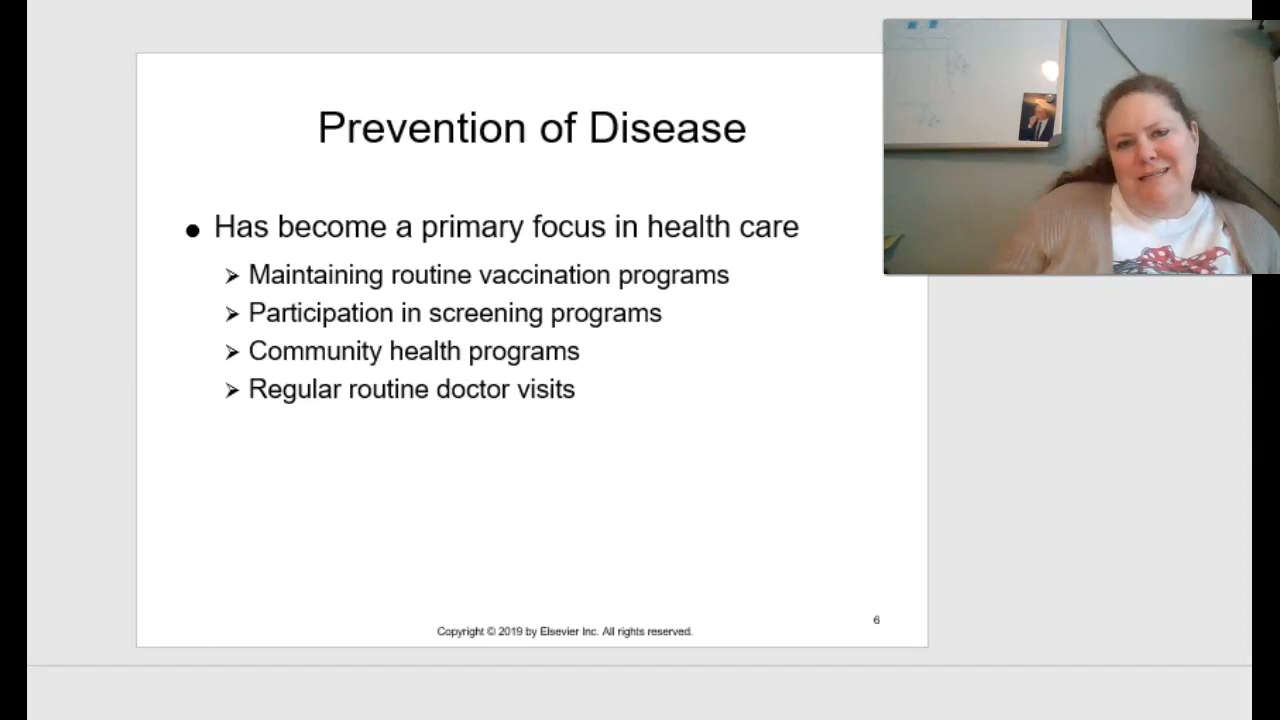 Prevention of Disease
● Has become a primary focus in health care
➢ Maintaining routine vaccination programs
➢ Participation in screening programs
➢ Community health programs
➢ Regular routine doctor visits
6
Copyright © 2019 by Elsevier Inc. All rights reserved.